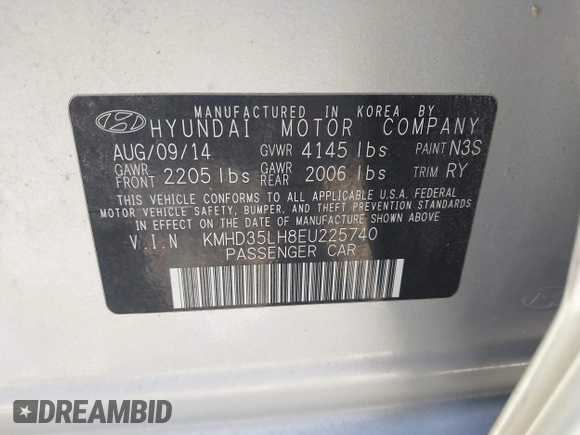 MANUFACTURED IN KOREA BY
HYUNDAI MOTOR COMPANY
AUG/09/14 GVWR 4145 lbs PAINT N3S
GAWR FRONT 2205 lbs GAWR REAR 2006 lbs TRIM RY
THIS VEHICLE CONFORMS TO ALL APPLICABLE U.S.A. FEDERAL
MOTOR VEHICLE SAFETY, BUMPER, AND THEFT PREVENTION STANDARDS
IN EFFECT ON THE DATE OF MANUFACTURE SHOWN ABOVE.
V.I.N KMHD35LH8EU225740
PASSENGER CAR
DREAMBID